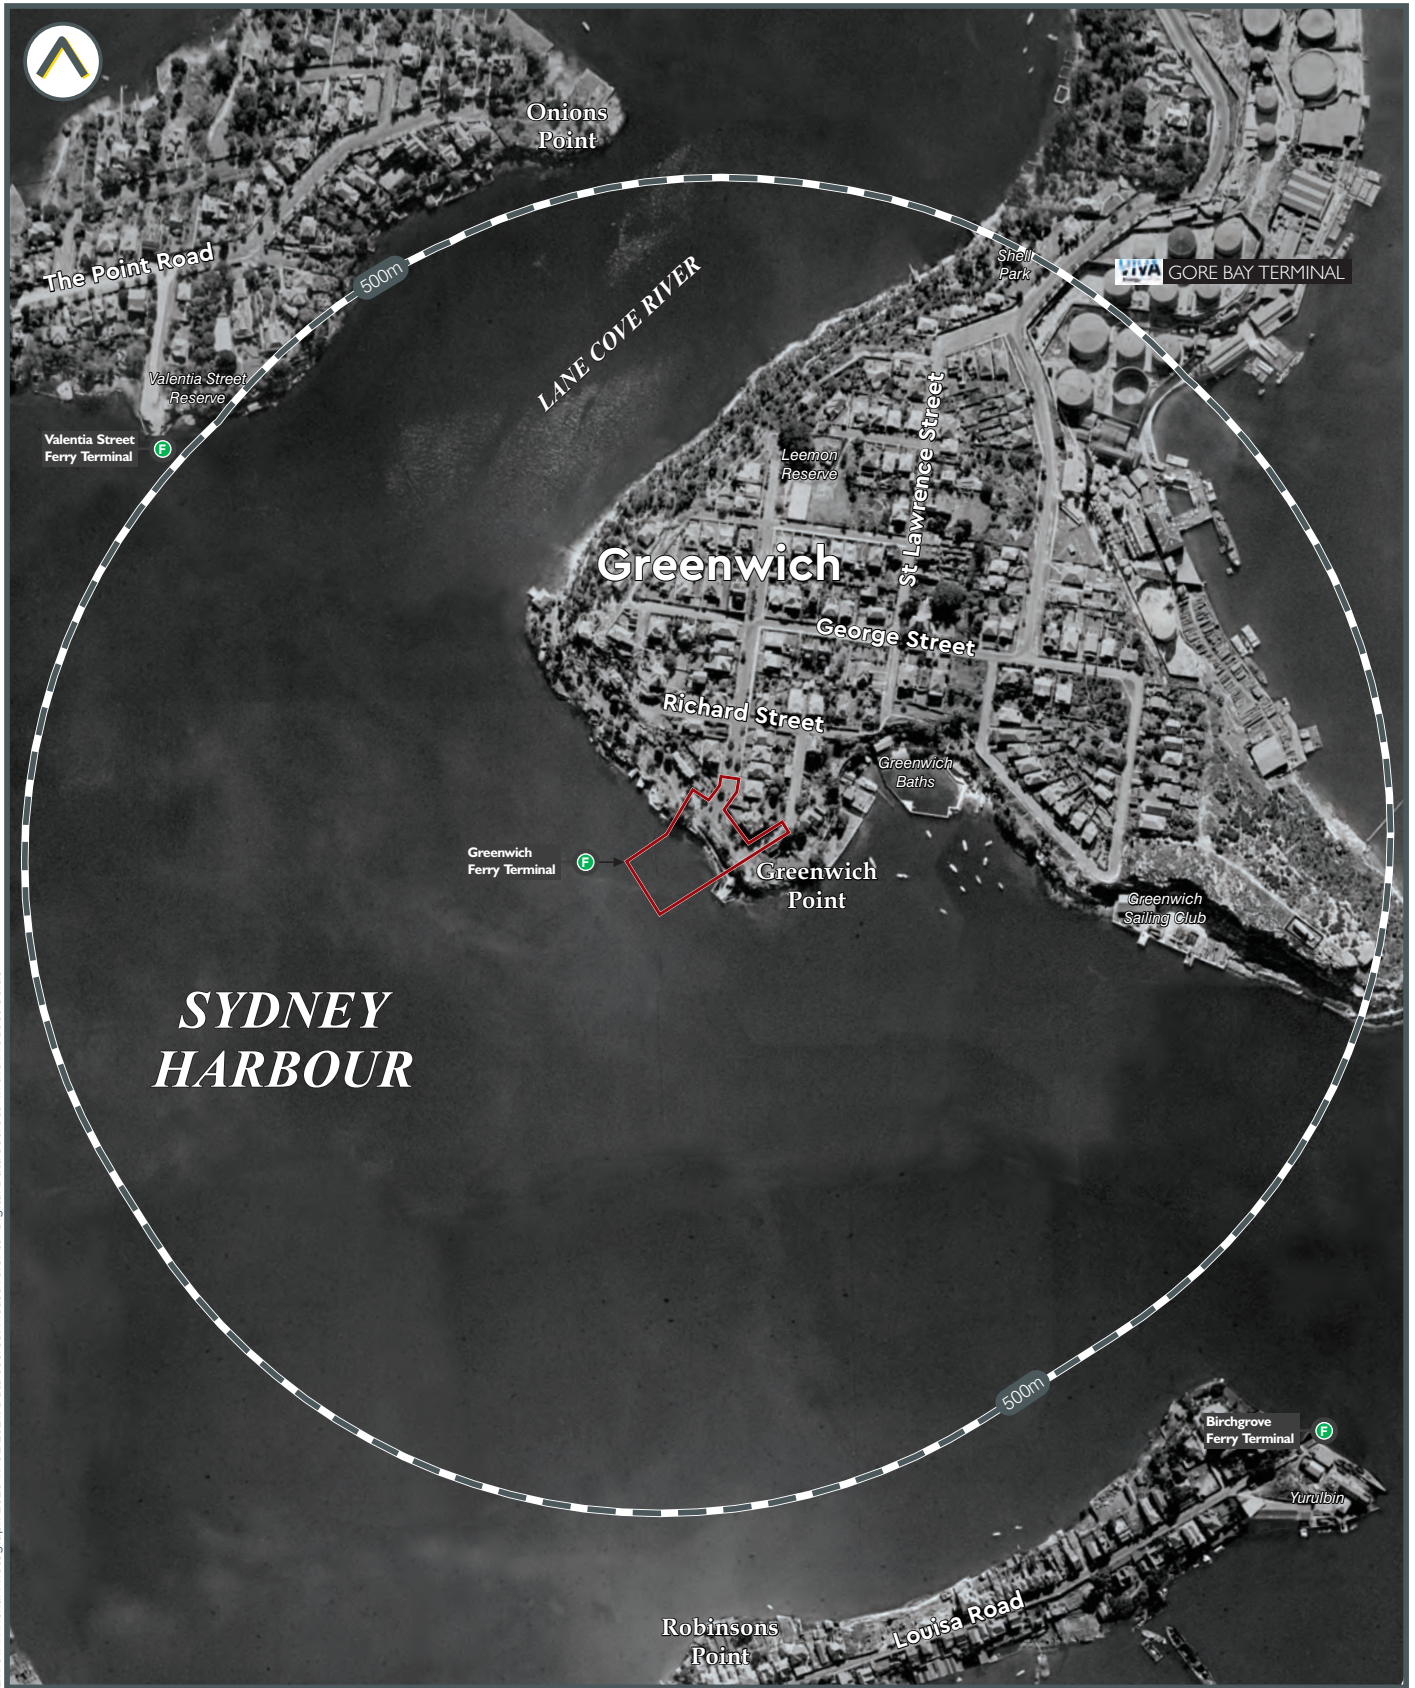 Onions
Point
The Point Road
500m
LANE COVE RIVER
Shell
Park
VIVA
GORE BAY TERMINAL
Valentia Street
Reserve
Valentia Street
Ferry Terminal
F
St Lawrence Street
Leemon
Reserve
Greenwich
George Street
Richard Street
Greenwich
Baths
Greenwich
Ferry Terminal
F
Greenwich
Point
Greenwich
Sailing Club
SYDNEY
HARBOUR
500m
Birchgrove
Ferry Terminal
F
Yurulbin
Louisa Road
Robinsons
Point